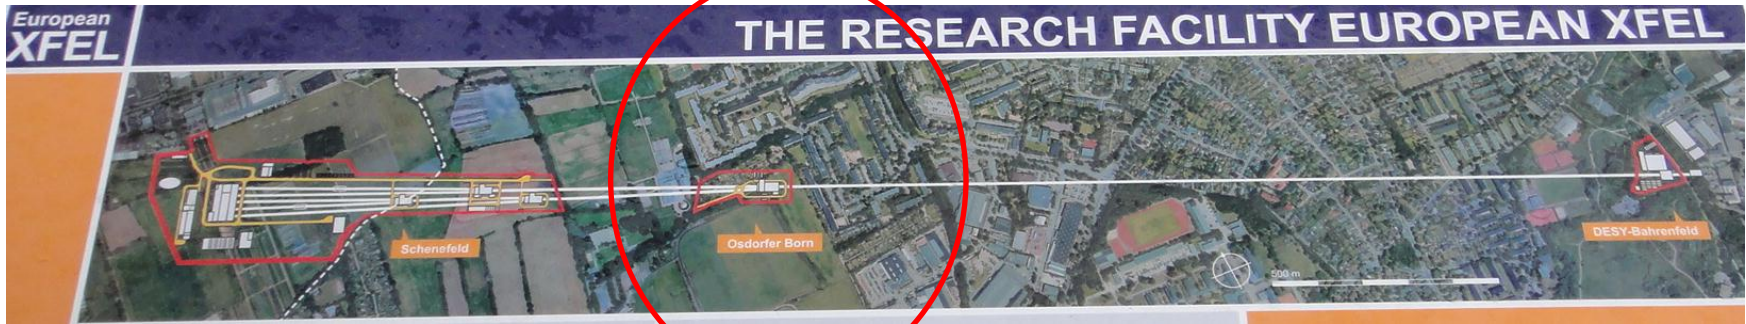 European
XFEL
THE RESEARCH FACILITY EUROPEAN XFEL
Schenefeld
Osdorfer Born
DESY-Bahrenfeld
500 m